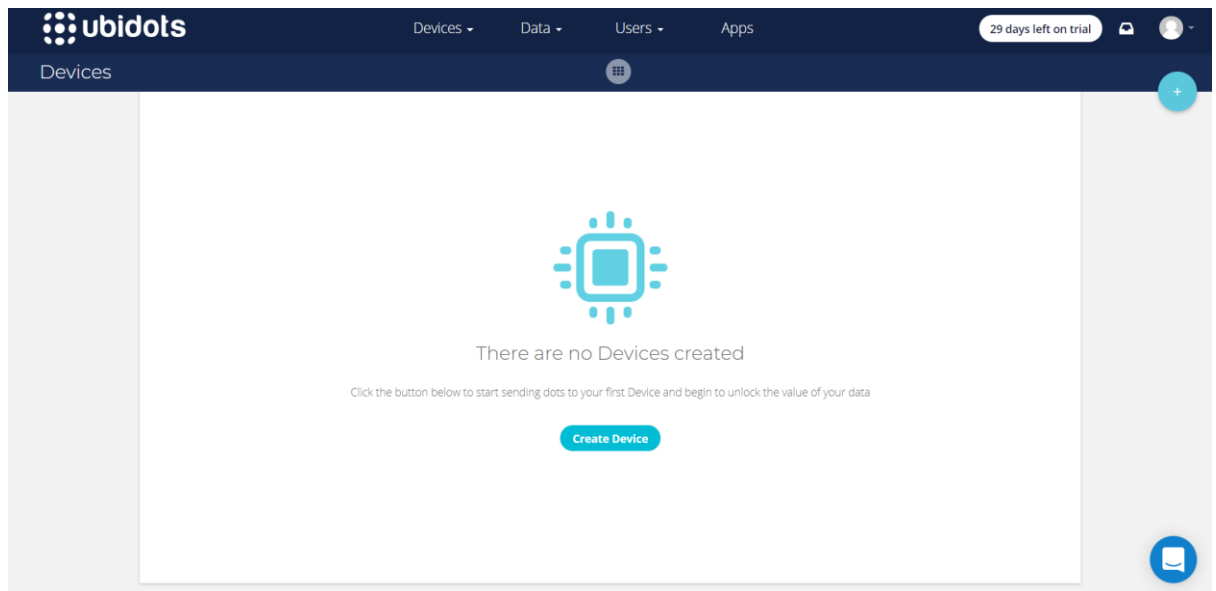 ubidots
Devices
Data
Users
Apps
29 days left on trial
Devices
There are no Devices created
Click the button below to start sending dots to your first Device and begin to unlock the value of your data
Create Device